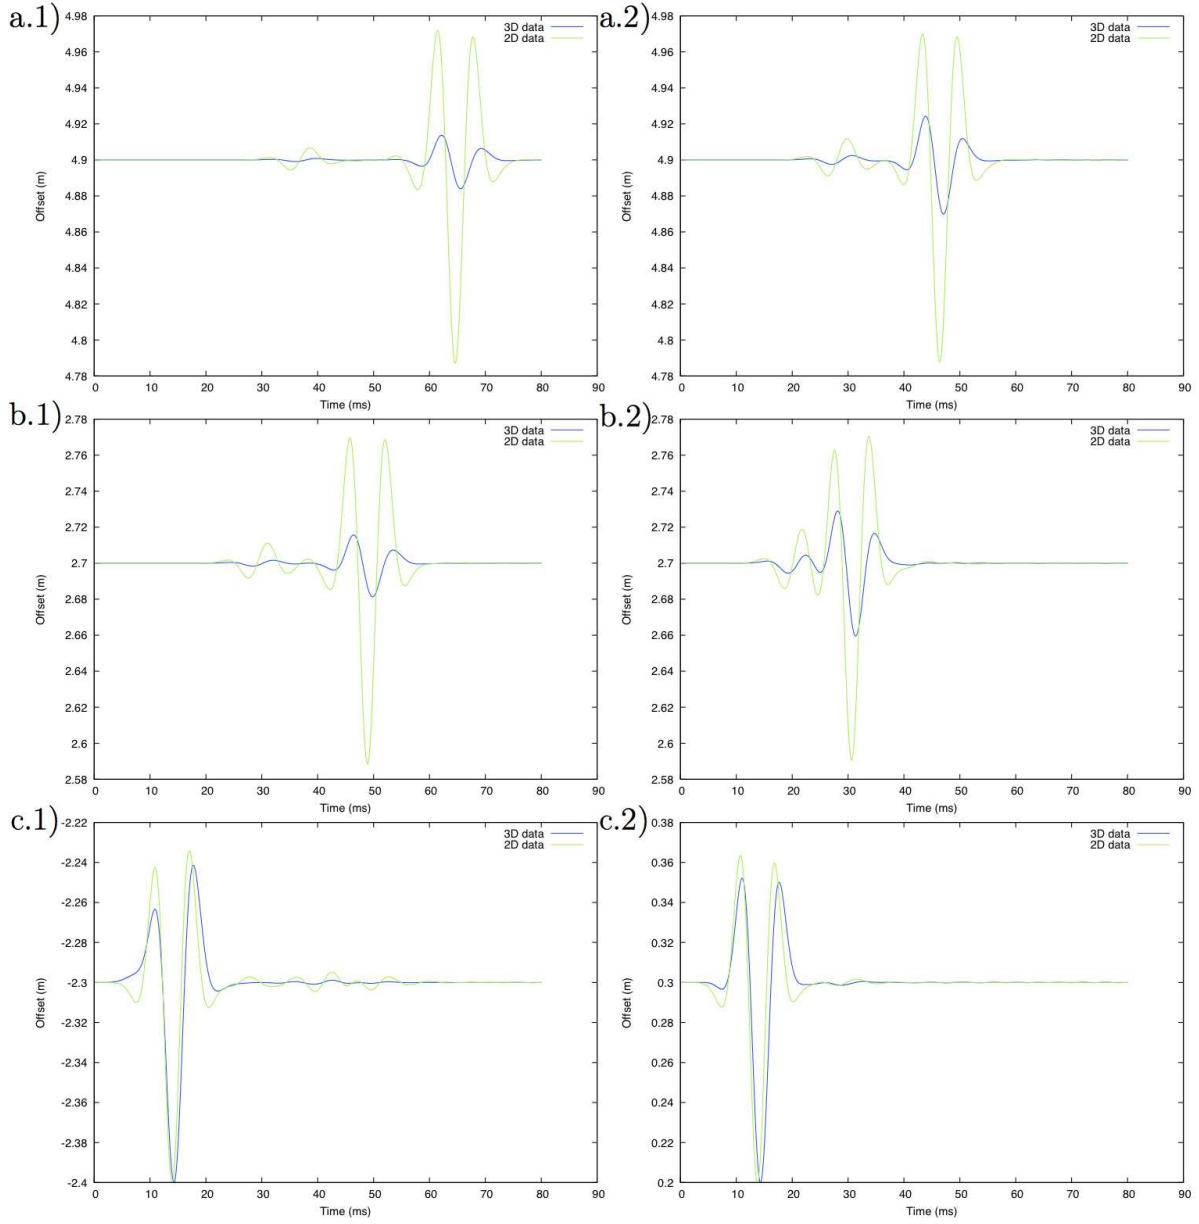 a.1)
4.98
4.96
4.94
4.92
4.9
4.88
4.86
4.84
4.82
4.8
4.78
Offset (m)
3D data
2D data
0 10 20 30 40 50 60 70 80 90
Time (ms)
a.2)
4.98
4.96
4.94
4.92
4.9
4.88
4.86
4.84
4.82
4.8
4.78
Offset (m)
3D data
2D data
0 10 20 30 40 50 60 70 80 90
Time (ms)
b.1)
2.78
2.76
2.74
2.72
2.7
2.68
2.66
2.64
2.62
2.6
2.58
Offset (m)
3D data
2D data
0 10 20 30 40 50 60 70 80 90
Time (ms)
b.2)
2.78
2.76
2.74
2.72
2.7
2.68
2.66
2.64
2.62
2.6
2.58
Offset (m)
3D data
2D data
0 10 20 30 40 50 60 70 80 90
Time (ms)
c.1)
-2.22
-2.24
-2.26
-2.28
-2.3
-2.32
-2.34
-2.36
-2.38
-2.4
Offset (m)
3D data
2D data
0 10 20 30 40 50 60 70 80 90
Time (ms)
c.2)
0.38
0.36
0.34
0.32
0.3
0.28
0.26
0.24
0.22
0.2
Offset (m)
3D data
2D data
0 10 20 30 40 50 60 70 80 90
Time (ms)